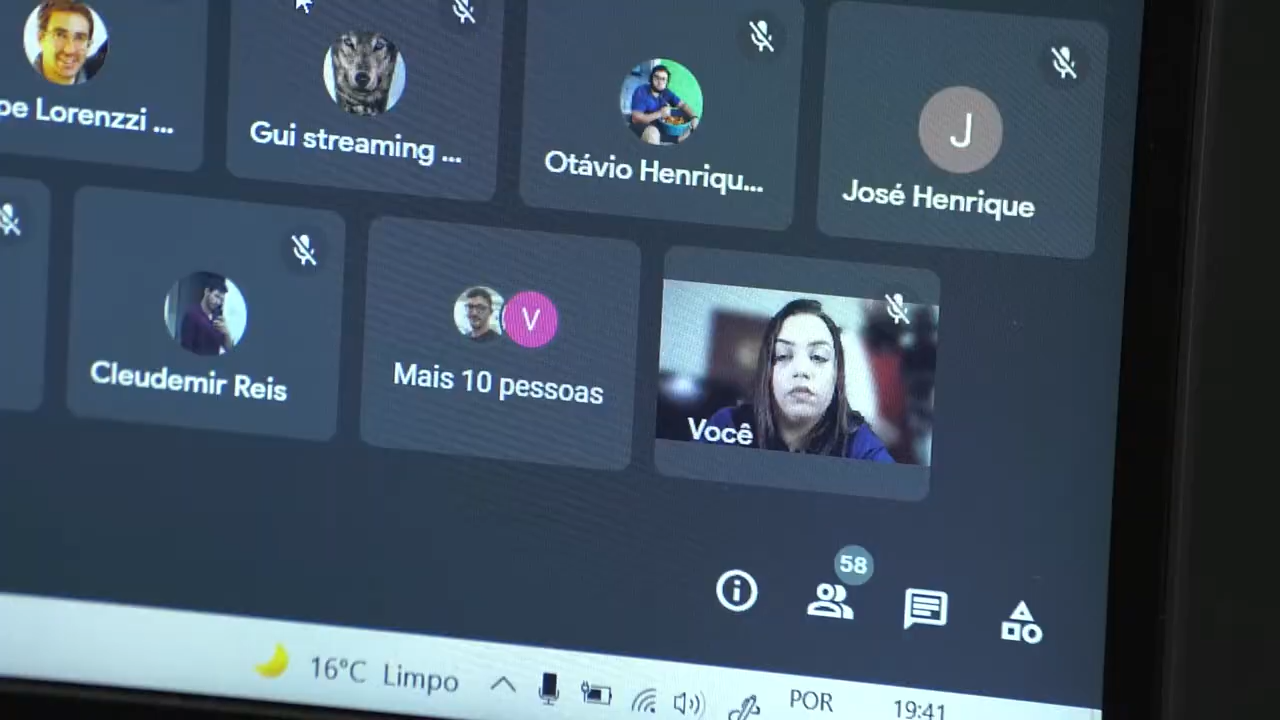 pe Lorenzzi ...
Gui streaming ...
Otávio Henriqu...
J
José Henrique
Cleudemir Reis
V
Mais 10 pessoas
Você
58
16°C Limpo
POR
19:41